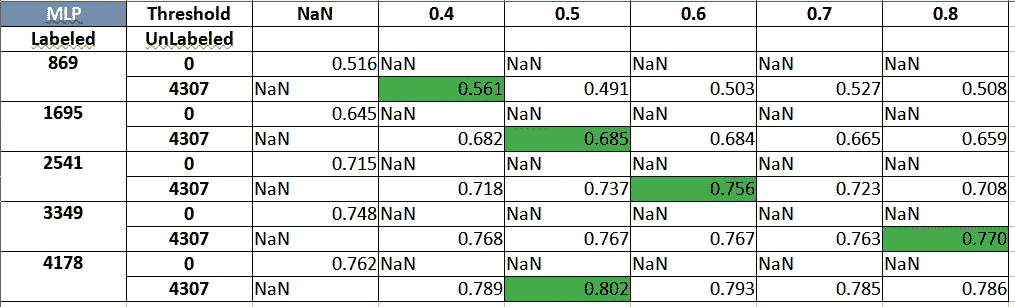 MLP Threshold NaN 0.4 0.5 0.6 0.7 0.8
Labeled UnLabeled
869 0 0.516 NaN NaN NaN NaN NaN
4307 NaN 0.561 0.491 0.503 0.527 0.508
1695 0 0.645 NaN NaN NaN NaN NaN
4307 NaN 0.682 0.685 0.684 0.665 0.659
2541 0 0.715 NaN NaN NaN NaN NaN
4307 NaN 0.718 0.737 0.756 0.723 0.708
3349 0 0.748 NaN NaN NaN NaN NaN
4307 NaN 0.768 0.767 0.767 0.763 0.770
4178 0 0.762 NaN NaN NaN NaN NaN
4307 NaN 0.789 0.802 0.793 0.785 0.786